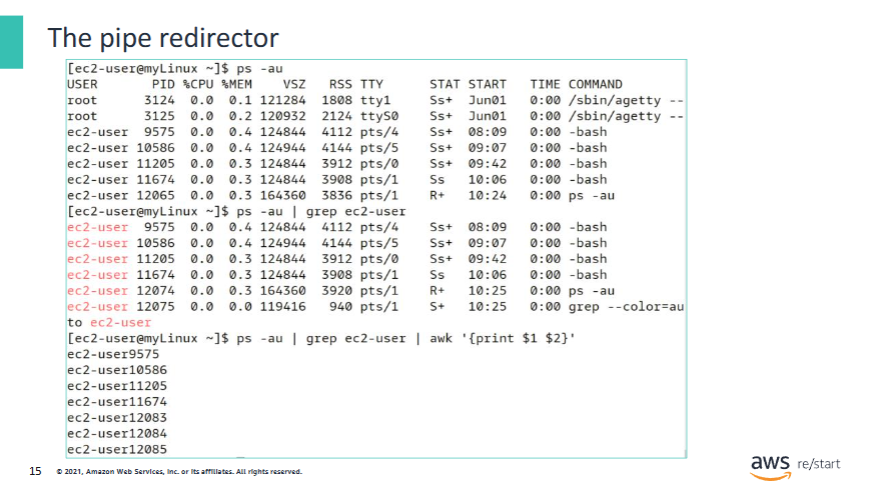 The pipe redirector
[ec2-user@myLinux ~]$ ps -au
USER       PID %CPU %MEM    VSZ   RSS TTY      STAT START   TIME COMMAND
root      3124  0.0  0.1 121284  1808 tty1     Ss+  Jun01   0:00 /sbin/agetty --
root      3125  0.0  0.2 120932  2124 ttyS0    Ss+  Jun01   0:00 /sbin/agetty --
ec2-user  9575  0.0  0.4 124844  4112 pts/4    Ss+  08:09   0:00 -bash
ec2-user 10586  0.0  0.4 124944  4144 pts/5    Ss+  09:07   0:00 -bash
ec2-user 11205  0.0  0.3 124844  3912 pts/0    Ss+  09:42   0:00 -bash
ec2-user 11674  0.0  0.3 124844  3908 pts/1    Ss   10:06   0:00 -bash
ec2-user 12065  0.0  0.3 164360  3836 pts/1    R+   10:24   0:00 ps -au
[ec2-user@myLinux ~]$ ps -au | grep ec2-user
ec2-user  9575  0.0  0.4 124844  4112 pts/4    Ss+  08:09   0:00 -bash
ec2-user 10586  0.0  0.4 124944  4144 pts/5    Ss+  09:07   0:00 -bash
ec2-user 11205  0.0  0.3 124844  3912 pts/0    Ss+  09:42   0:00 -bash
ec2-user 11674  0.0  0.3 124844  3908 pts/1    Ss   10:06   0:00 -bash
ec2-user 12074  0.0  0.3 164360  3920 pts/1    R+   10:25   0:00 ps -au
ec2-user 12075  0.0  0.0 119416   940 pts/1    S+   10:25   0:00 grep --color=au
to ec2-user
[ec2-user@myLinux ~]$ ps -au | grep ec2-user | awk '{print $1 $2}'
ec2-user9575
ec2-user10586
ec2-user11205
ec2-user11674
ec2-user12083
ec2-user12084
ec2-user12085
15 © 2021, Amazon Web Services, Inc. or its affiliates. All rights reserved.
aws re/start